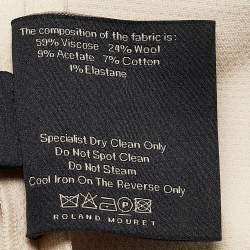 The composition of the fabric is:
59% Viscose 24% Wool
9% Acetate 7% Cotton
1% Elastane
Specialist Dry Clean Only
Do Not Spot Clean
Do Not Steam
Cool Iron On The Reverse Only
ROLAND MOURET